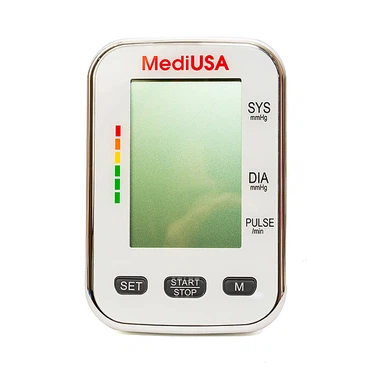 MediUSA
SYS
mmHg
DIA
mmHg
PULSE
/min
SET
START
STOP
M